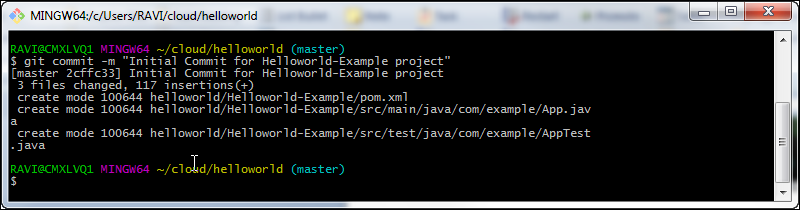 MINGW64:/c/Users/RAVI/cloud/helloworld
RAVI@CMXLVQ1 MINGW64 ~/cloud/helloworld (master)
$ git commit -m "Initial Commit for Helloworld-Example project"
[master 2cffc33] Initial Commit for Helloworld-Example project
 3 files changed, 117 insertions(+)
 create mode 100644 helloworld/Helloworld-Example/pom.xml
 create mode 100644 helloworld/Helloworld-Example/src/main/java/com/example/App.jav
a
 create mode 100644 helloworld/Helloworld-Example/src/test/java/com/example/AppTest
.java
RAVI@CMXLVQ1 MINGW64 ~/cloud/helloworld (master)
$